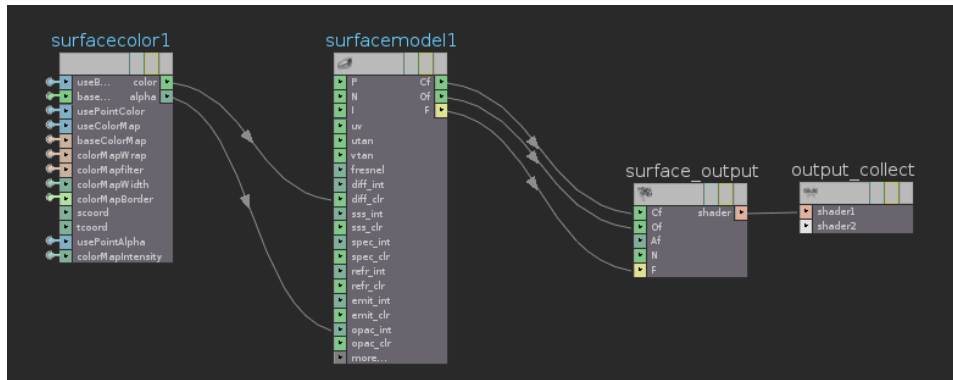 surfacecolor1
useB... color
base... alpha
usePointColor
useColorMap
baseColorMap
colorMapWrap
colorMapfilter
colorMapWidth
colorMapBorder
scoord
tcoord
usePointAlpha
colorMapIntensity
surfacemodel1
P Cf
N Of
I F
uv
utan
vtan
fresnel
diff_int
diff_clr
sss_int
sss_clr
spec_int
spec_clr
refr_int
refr_clr
emit_int
emit_clr
opac_int
opac_clr
more...
surface_output
Cf shader
Of
Af
N
F
output_collect
shader1
shader2